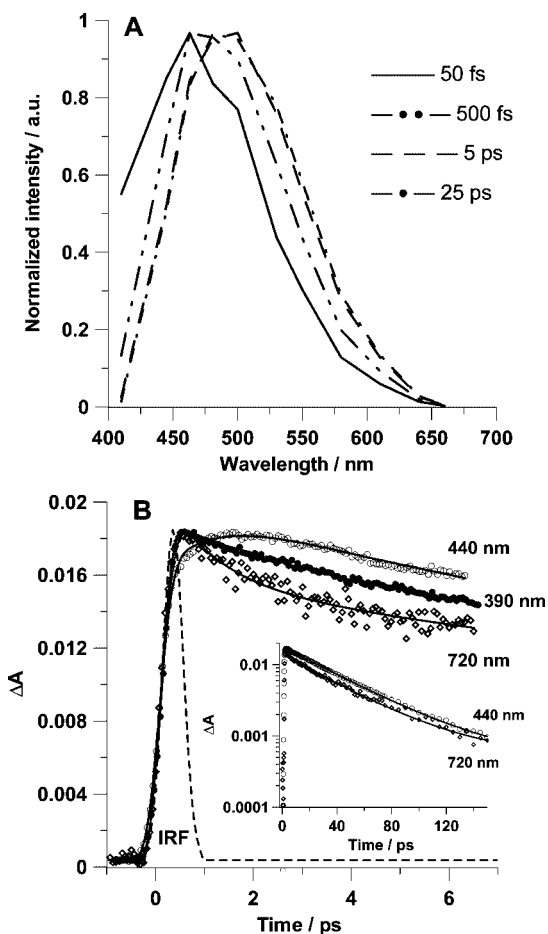 A
Normalized intensity / a.u.
1
0.8
0.6
0.4
0.2
0
50 fs
500 fs
5 ps
25 ps
400 450 500 550 600 650 700
Wavelength / nm
B
ΔA
0.02
0.016
0.012
0.008
0.004
0
440 nm
390 nm
720 nm
IRF
ΔA
0.01
0.001
0.0001
440 nm
720 nm
0 40 80 120
Time / ps
0 2 4 6
Time / ps